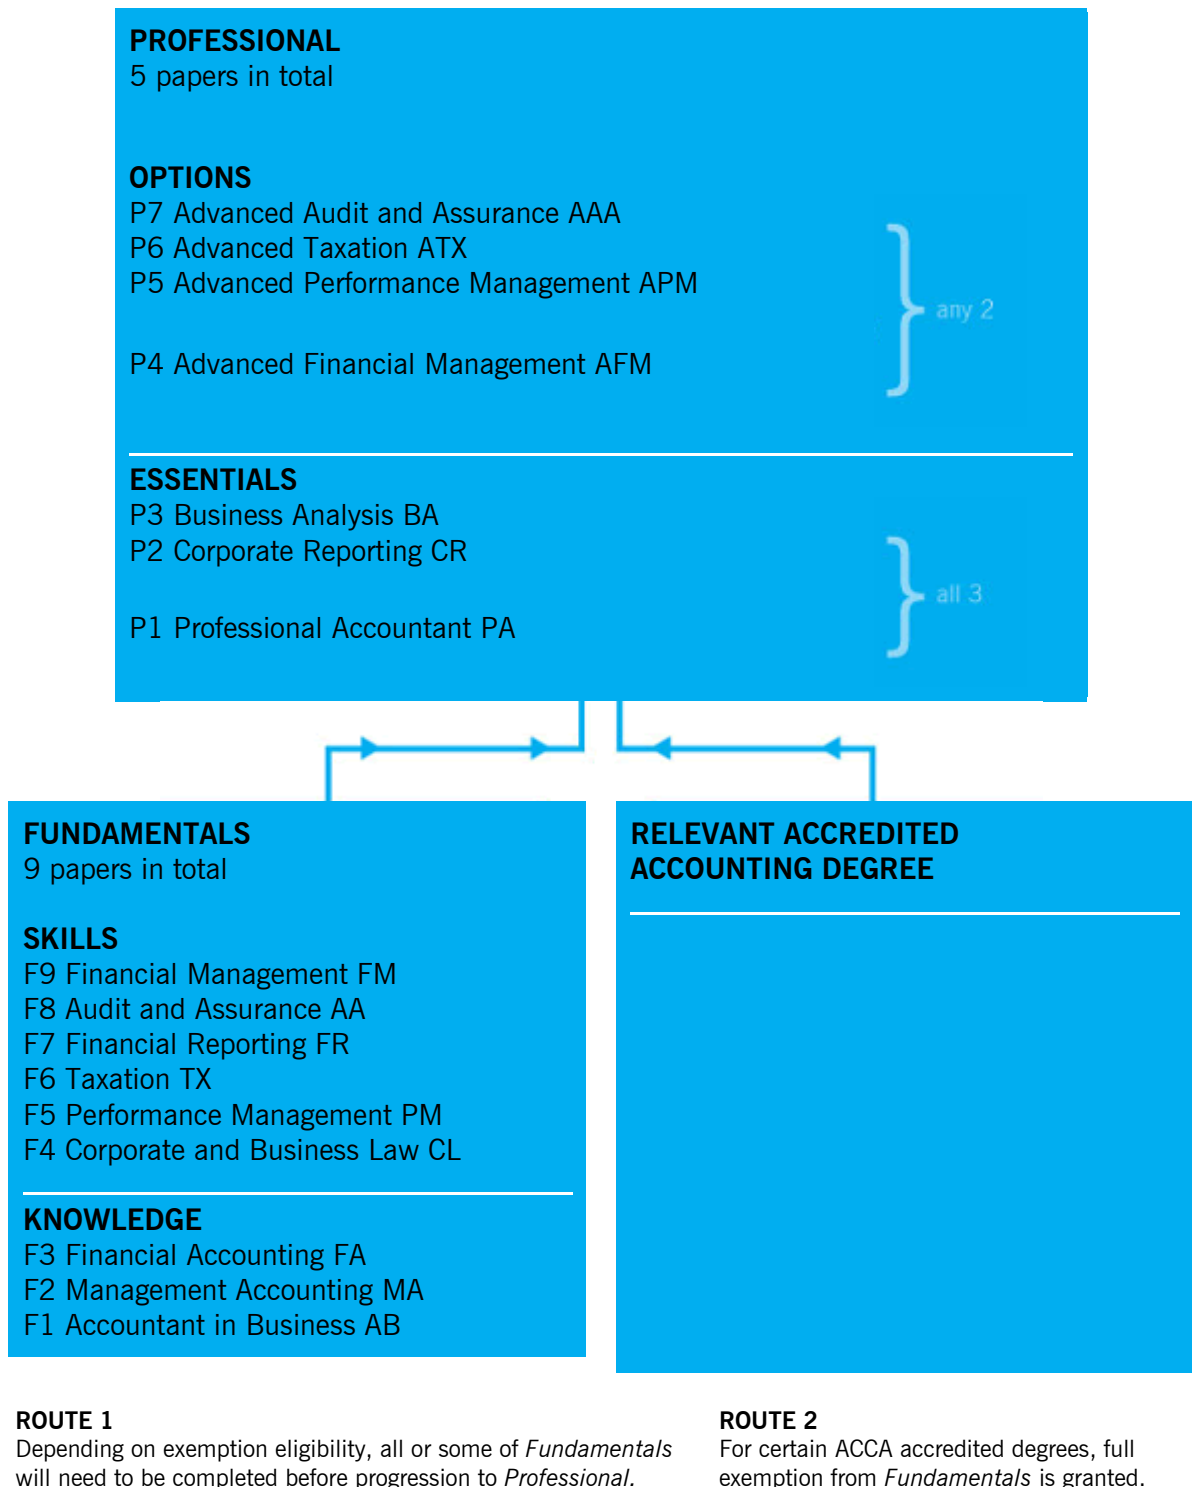 PROFESSIONAL
5 papers in total
OPTIONS
P7 Advanced Audit and Assurance AAA
P6 Advanced Taxation ATX
P5 Advanced Performance Management APM
any 2
P4 Advanced Financial Management AFM
ESSENTIALS
P3 Business Analysis BA
P2 Corporate Reporting CR
all 3
P1 Professional Accountant PA
FUNDAMENTALS
9 papers in total
SKILLS
F9 Financial Management FM
F8 Audit and Assurance AA
F7 Financial Reporting FR
F6 Taxation TX
F5 Performance Management PM
F4 Corporate and Business Law CL
KNOWLEDGE
F3 Financial Accounting FA
F2 Management Accounting MA
F1 Accountant in Business AB
RELEVANT ACCREDITED
ACCOUNTING DEGREE
ROUTE 1
Depending on exemption eligibility, all or some of Fundamentals
will need to be completed before progression to Professional.
ROUTE 2
For certain ACCA accredited degrees, full
exemption from Fundamentals is granted.